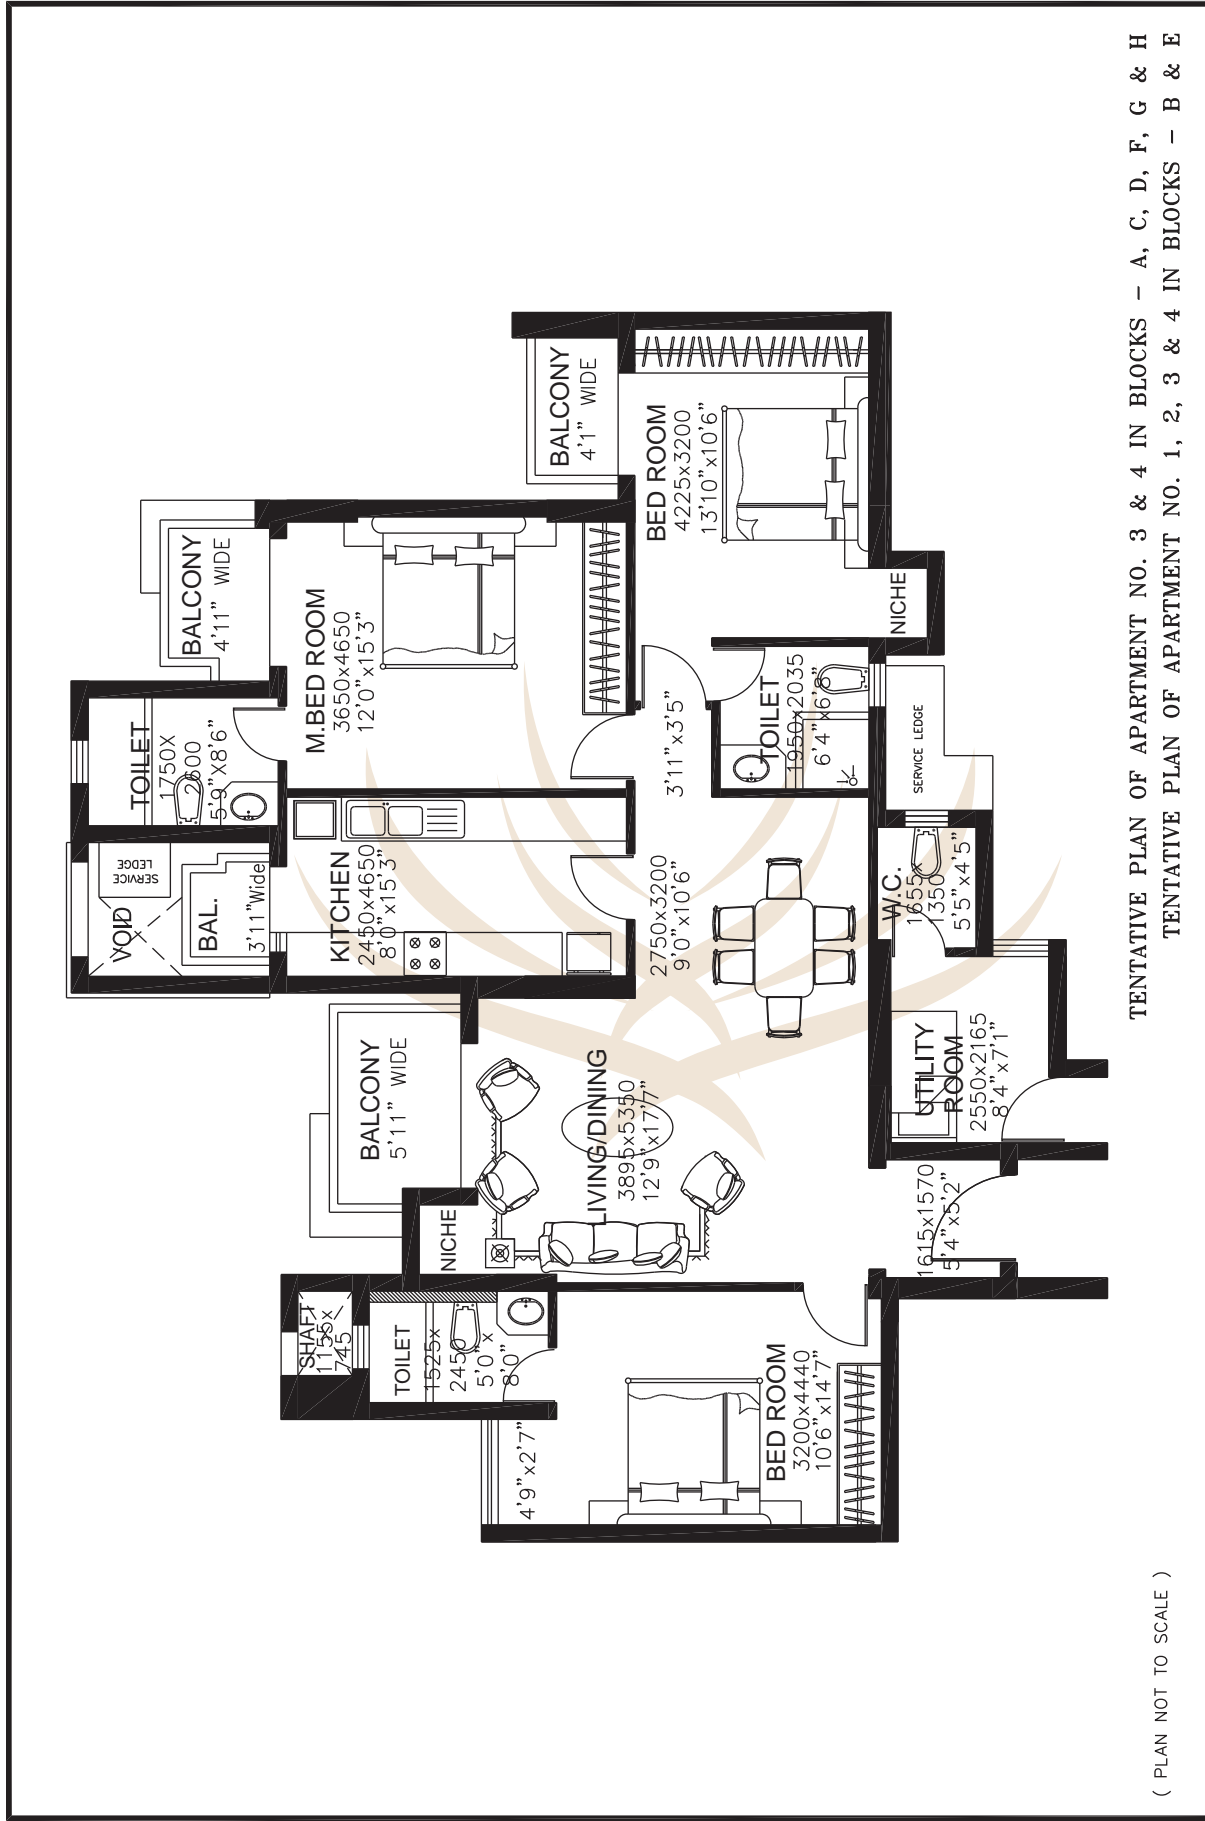 VOID
SERVICE
LEDGE
BAL.
3'11"Wide
TOILET
1750X
2600
5'9"X8'6"
BALCONY
4'11" WIDE
M.BED ROOM
3650x4650
12'0"x15'3"
KITCHEN
2450x4650
8'0"x15'3"
BALCONY
5'11" WIDE
BALCONY
4'1" WIDE
BED ROOM
4225x3200
13'10"x10'6"
NICHE
SHAFT
1155x
745
TOILET
1525x
2450
5'0" x
8'0"
4'9"x2'7"
NICHE
LIVING/DINING
3895x5350
12'9"x17'7"
2750x3200
9'0"x10'6"
3'11"x3'5"
TOILET
1950x2035
6'4"x6'8"
BED ROOM
3200x4440
10'6"x14'7"
1615x1570
5'4"x5'2"
UTILITY
ROOM
2550x2165
8'4"x7'1"
W.C.
1655x
1350
5'5"x4'5"
SERVICE LEDGE
NICHE
TENTATIVE PLAN OF APARTMENT NO. 3 & 4 IN BLOCKS - A, C, D, F, G & H
TENTATIVE PLAN OF APARTMENT NO. 1, 2, 3 & 4 IN BLOCKS - B & E
( PLAN NOT TO SCALE )